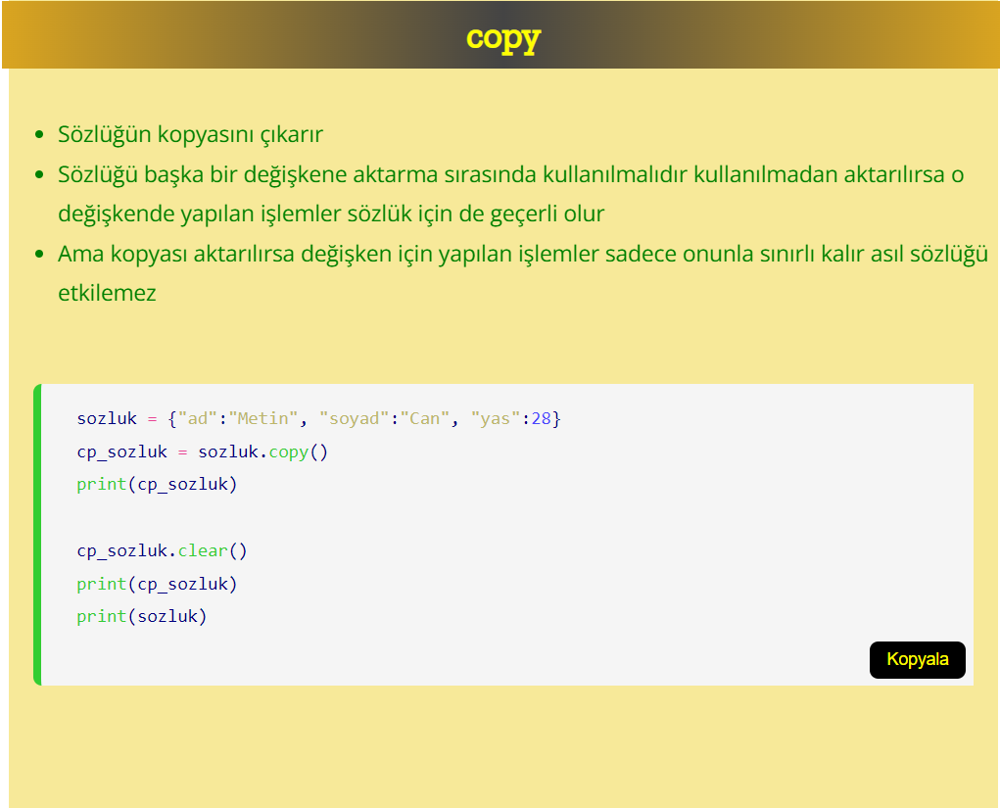 copy
• Sözlüğün kopyasını çıkarır
• Sözlüğü başka bir değişkene aktarma sırasında kullanılmalıdır kullanılmadan aktarılırsa o
değişkende yapılan işlemler sözlük için de geçerli olur
• Ama kopyası aktarılırsa değişken için yapılan işlemler sadece onunla sınırlı kalır asıl sözlüğü
etkilemez
sozluk = {"ad":"Metin", "soyad":"Can", "yas":28}
cp_sozluk = sozluk.copy()
print(cp_sozluk)
cp_sozluk.clear()
print(cp_sozluk)
print(sozluk)
Kopyala